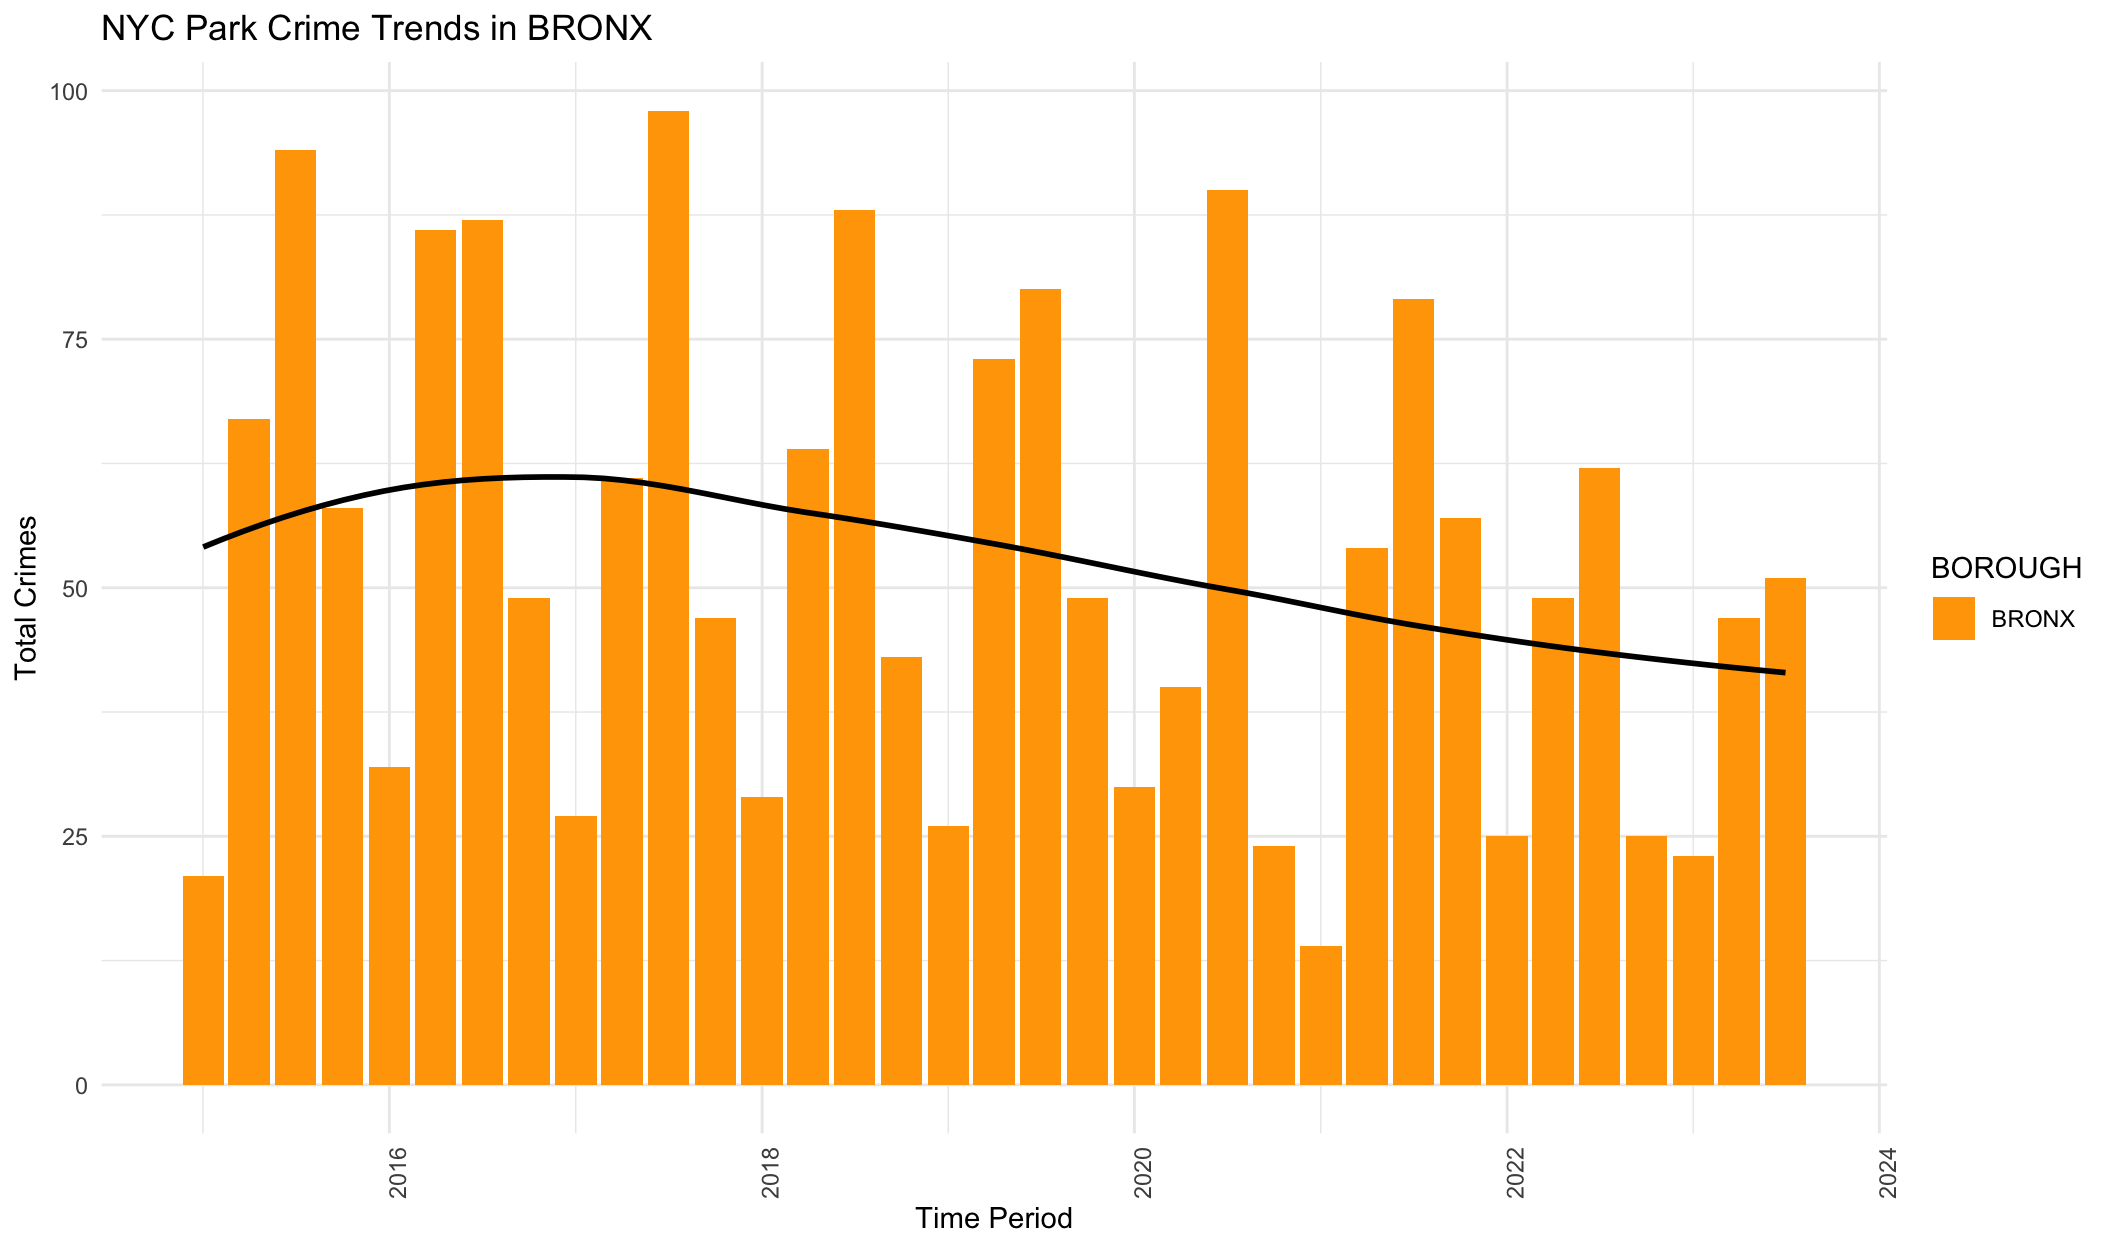 NYC Park Crime Trends in BRONX
100
75
50
25
0
Total Crimes
2016
2018
2020
2022
2024
Time Period
BOROUGH
BRONX